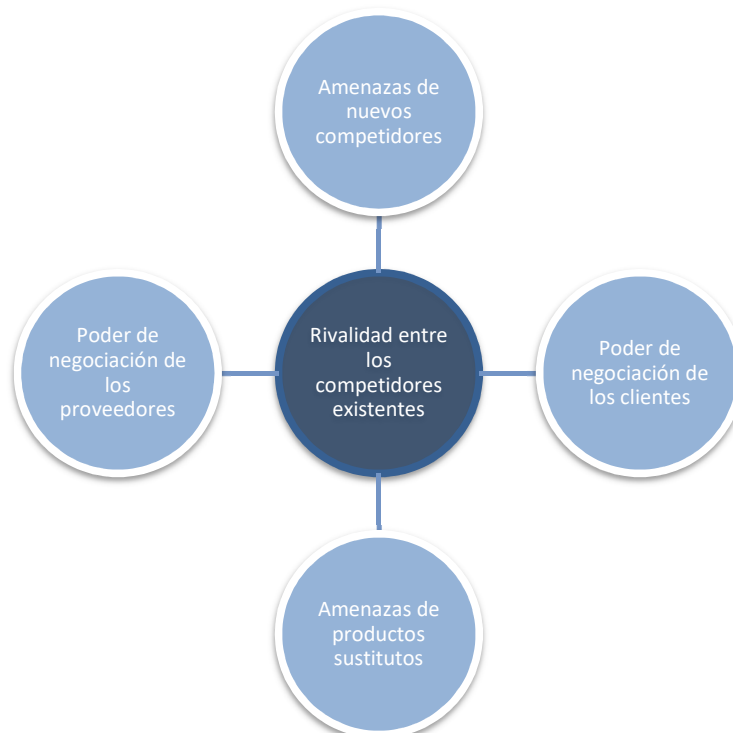 Amenazas de
nuevos
competidores
Poder de
negociación de
los
proveedores
Rivalidad entre
los
competidores
existentes
Poder de
negociación de
los clientes
Amenazas de
productos
sustitutos